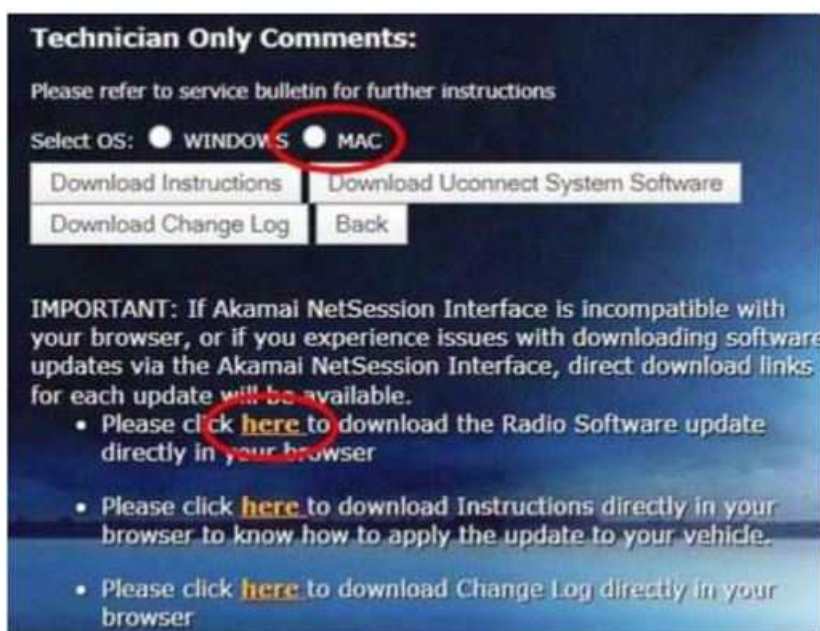 Technician Only Comments:
Please refer to service bulletin for further instructions
Select OS: WINDOWS MAC
Download Instructions Download Uconnect System Software
Download Change Log Back
IMPORTANT: If Akamai NetSession Interface is incompatible with
your browser, or if you experience issues with downloading software
updates via the Akamai NetSession Interface, direct download links
for each update will be available.
• Please click here to download the Radio Software update
directly in your browser
• Please click here to download Instructions directly in your
browser to know how to apply the update to your vehicle.
• Please click here to download Change Log directly in your
browser